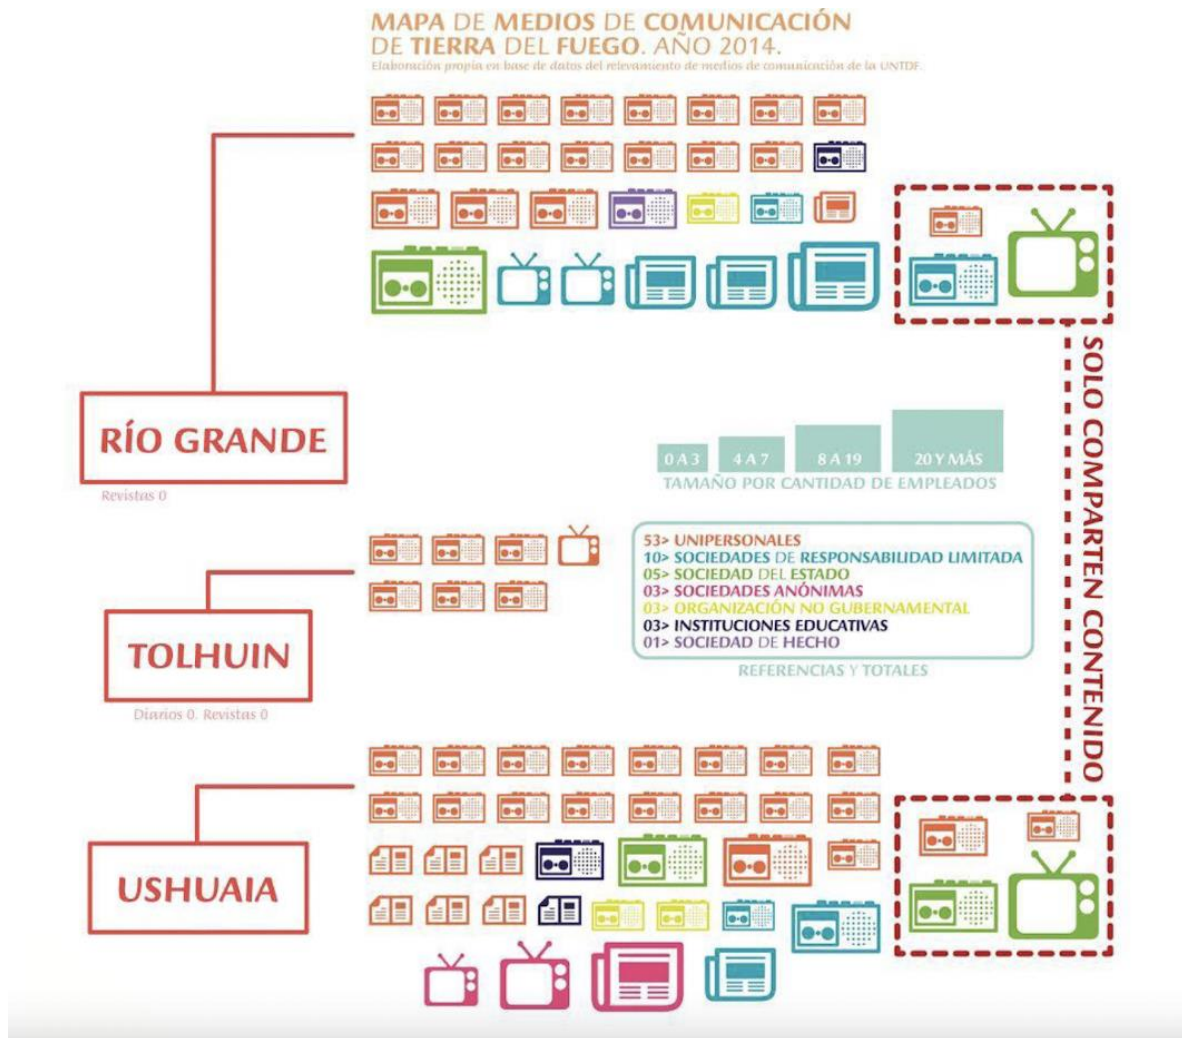 MAPA DE MEDIOS DE COMUNICACIÓN
DE TIERRA DEL FUEGO. AÑO 2014.
Elaboración propia en base de datos del relevamiento de medios de comunicación de la UNTDF.
RÍO GRANDE
Revistas 0
0 A 3
4 A 7
8 A 19
20 Y MÁS
TAMAÑO POR CANTIDAD DE EMPLEADOS
SOLO COMPARTEN CONTENIDO
53> UNIPERSONALES
10> SOCIEDADES DE RESPONSABILIDAD LIMITADA
05> SOCIEDAD DEL ESTADO
03> SOCIEDADES ANÓNIMAS
03> ORGANIZACIÓN NO GUBERNAMENTAL
03> INSTITUCIONES EDUCATIVAS
01> SOCIEDAD DE HECHO
REFERENCIAS Y TOTALES
TOLHUIN
Diarios 0. Revistas 0
USHUAIA